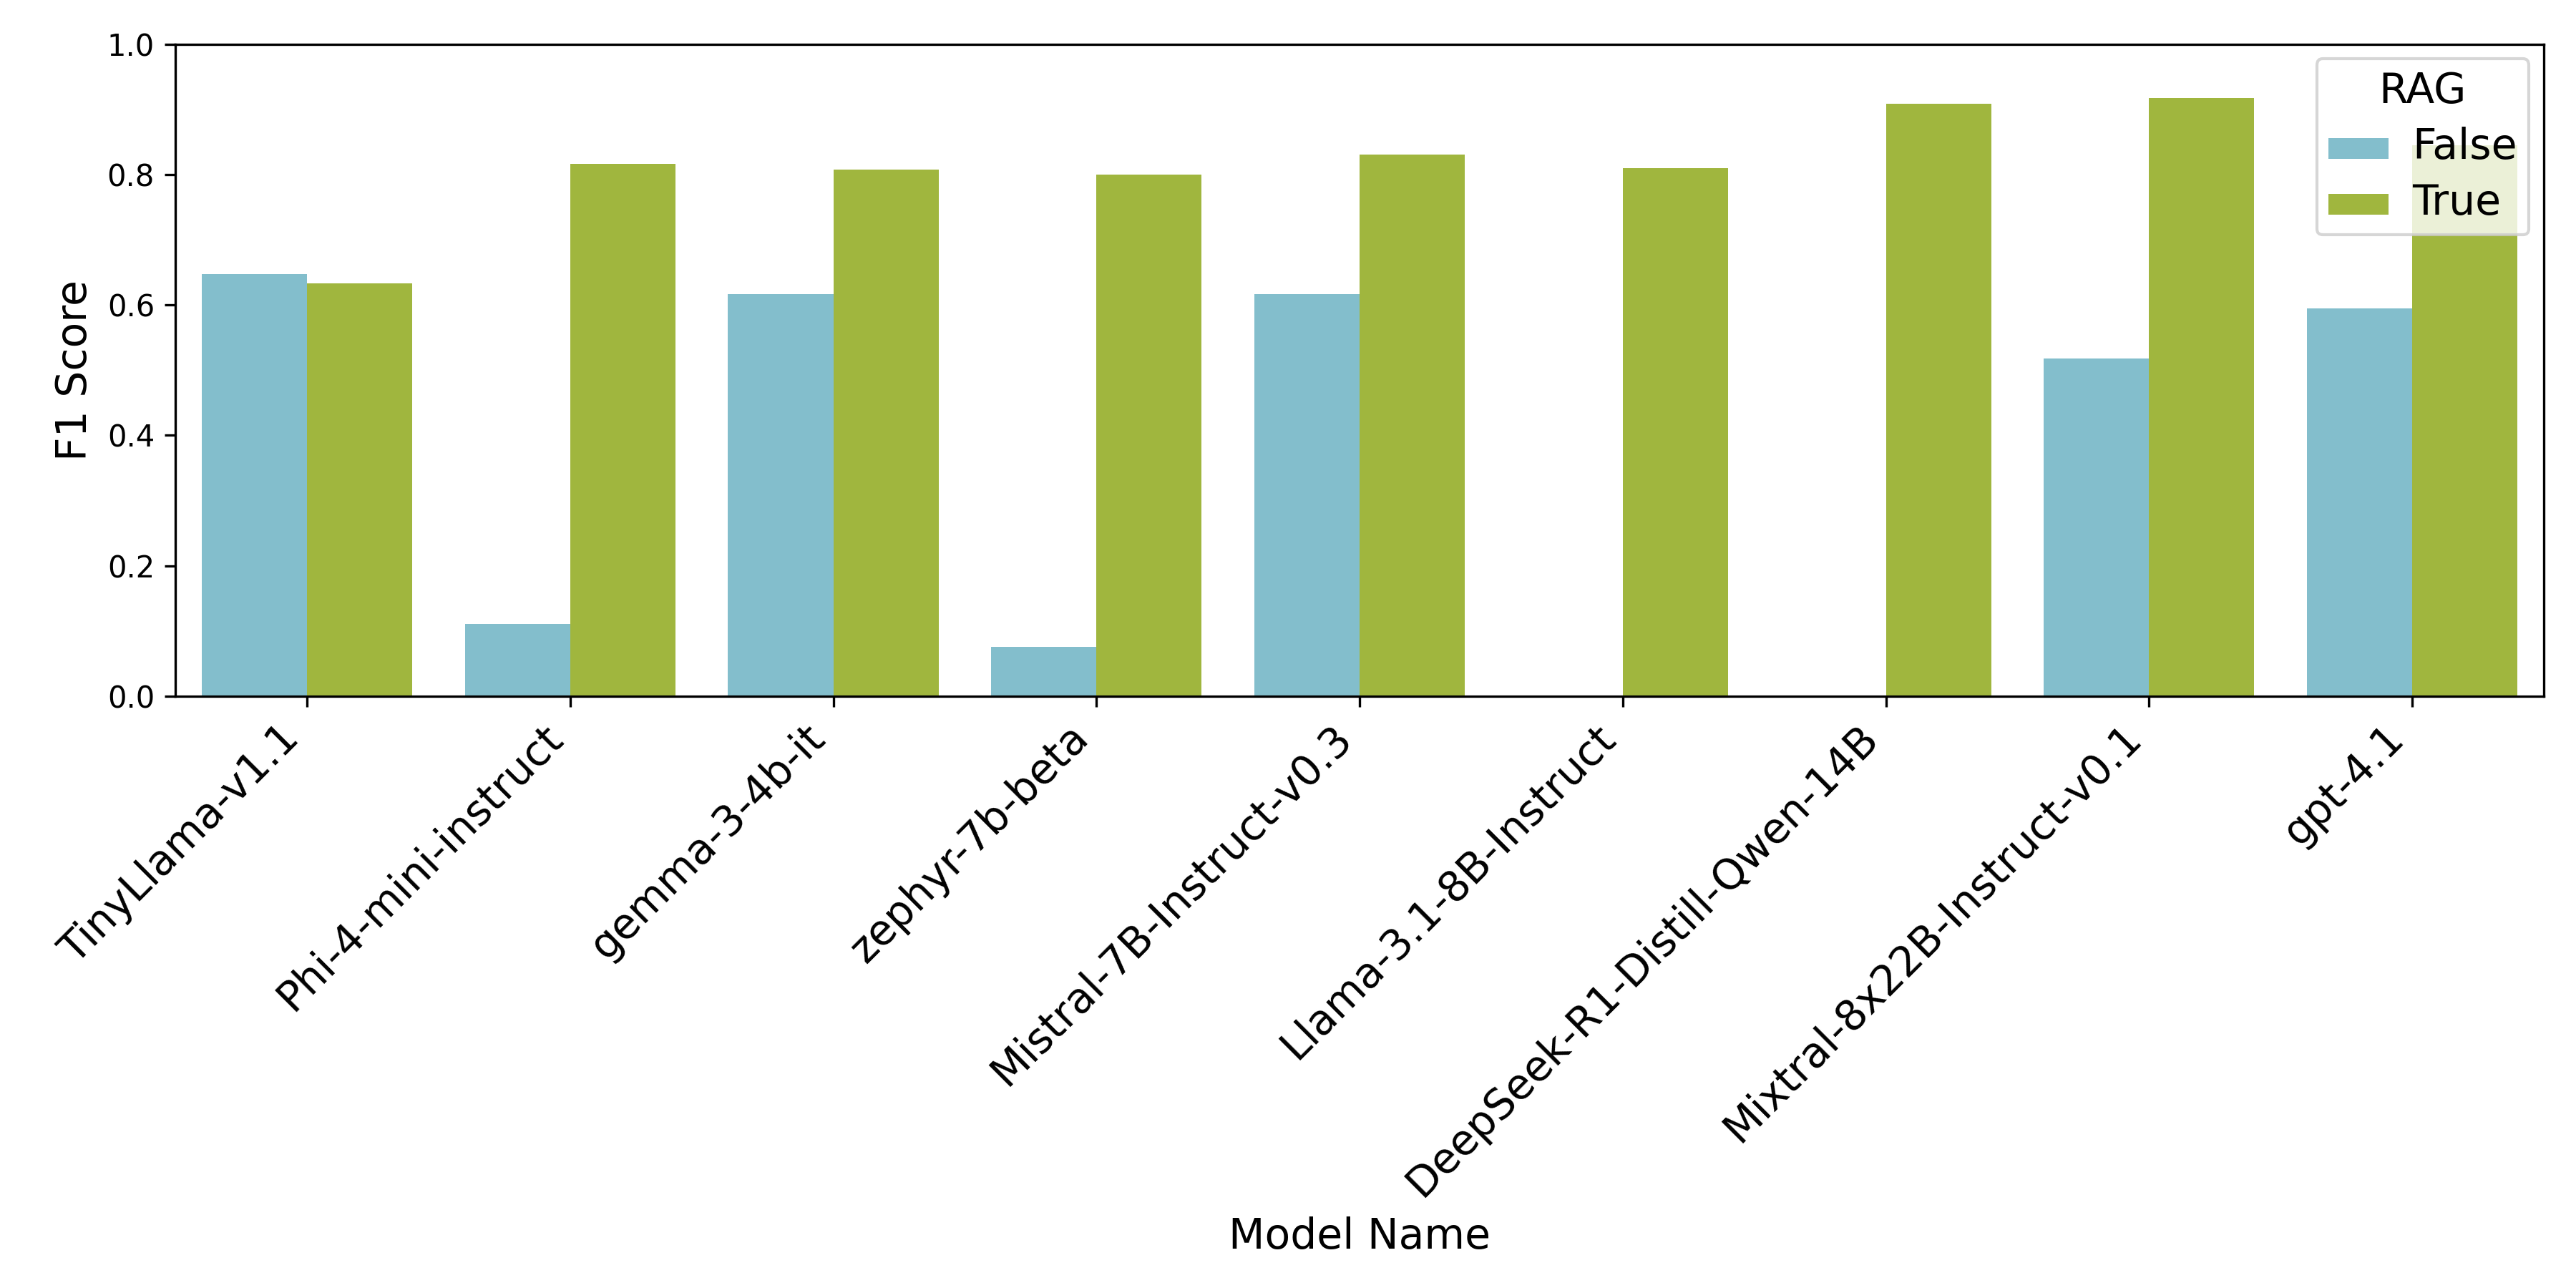 1.0
0.8
0.6
0.4
0.2
0.0
F1 Score
RAG
False
True
TinyLlama-v1.1
Phi-4-mini-instruct
gemma-3-4b-it
zephyr-7b-beta
Mistral-7B-Instruct-v0.3
Llama-3.1-8B-Instruct
DeepSeek-R1-Distill-Qwen-14B
Mixtral-8x22B-Instruct-v0.1
gpt-4.1
Model Name